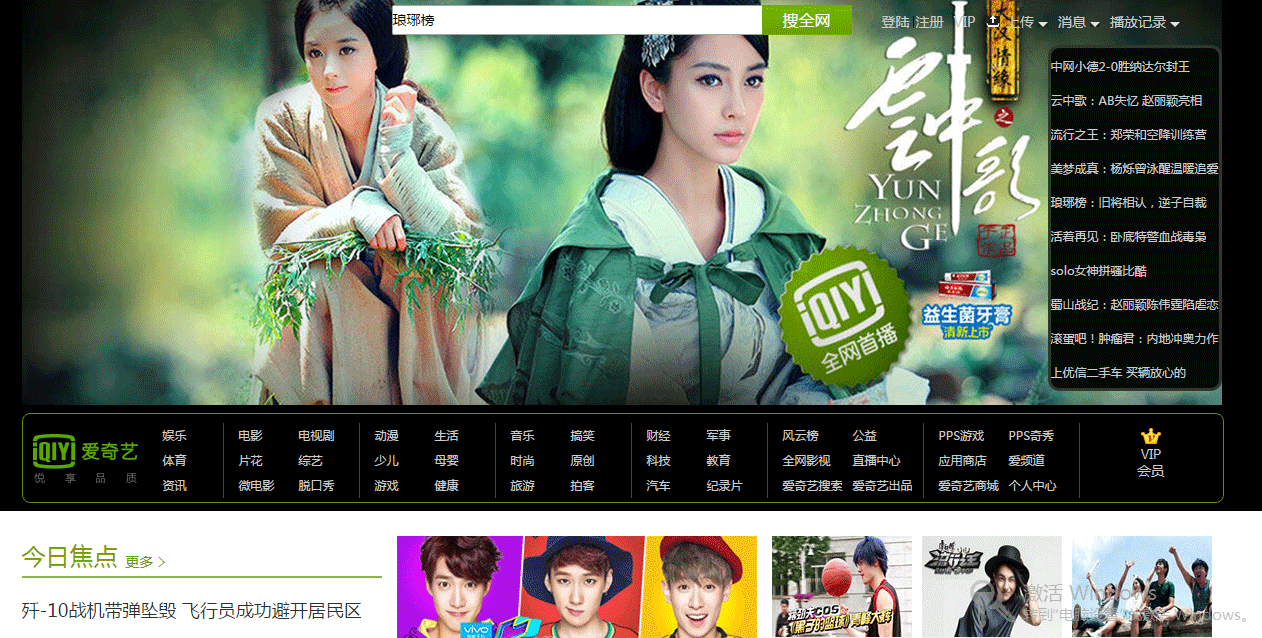 琅琊榜
搜全网
登陆 注册 VIP 上传 消息 播放记录
大汉情缘
之
云中歌
YUN
ZHONG
GE
iQIYI
全网首播
益生菌牙膏
清新上市
中网小德2-0胜纳达尔封王
云中歌：AB失忆 赵丽颖亮相
流行之王：郑荣和空降训练营
美梦成真：杨烁曾泳醒温暖追爱
琅琊榜：旧将相认，逆子自裁
活着再见：卧底特警血战毒枭
solo女神拼骚比酷
蜀山战纪：赵丽颖陈伟霆陷虐恋
滚蛋吧！肿瘤君：内地冲奥力作
上优信二手车 买辆放心的
iQIYI 爱奇艺
悦 享 品 质
娱乐 电影 电视剧 动漫 生活 音乐 搞笑 财经 军事 风云榜 公益 PPS游戏 PPS奇秀
体育 片花 综艺 少儿 母婴 时尚 原创 科技 教育 全网影视 直播中心 应用商店 爱频道
资讯 微电影 脱口秀 游戏 健康 旅游 拍客 汽车 纪录片 爱奇艺搜索 爱奇艺出品 爱奇艺商城 个人中心
VIP
会员
今日焦点 更多
歼-10战机带弹坠毁 飞行员成功避开居民区
vivo
黑子的篮球
流行王
激活 Windows